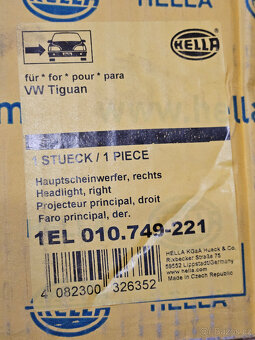 HELLA
HELLA
für * for * pour * para
VW Tiguan
1 STUECK / 1 PIECE
Hauptscheinwerfer, rechts
Headlight, right
Projecteur principal, droit
Faro principal, der.
1EL 010.749-221
HELLA KGaA Hueck & Co.
Rixbecker Straße 75
59552 Lippstadt/Germany
www.hella.com
Made in Czech Republic
4 082300 326352